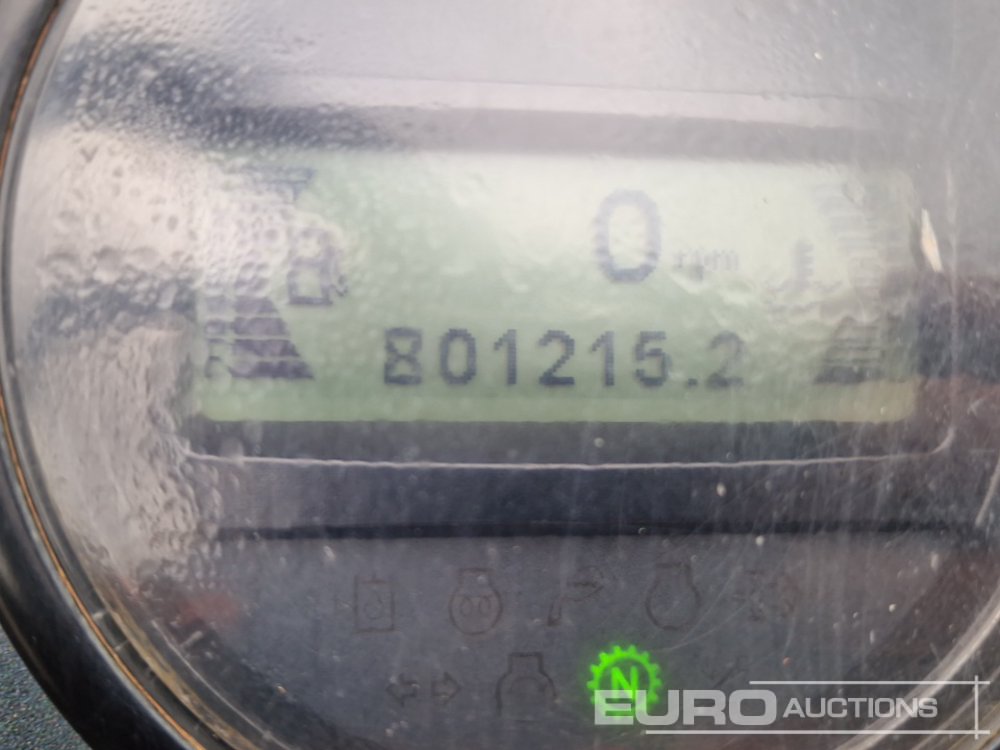 0 rpm
801215.2
N
EURO AUCTIONS